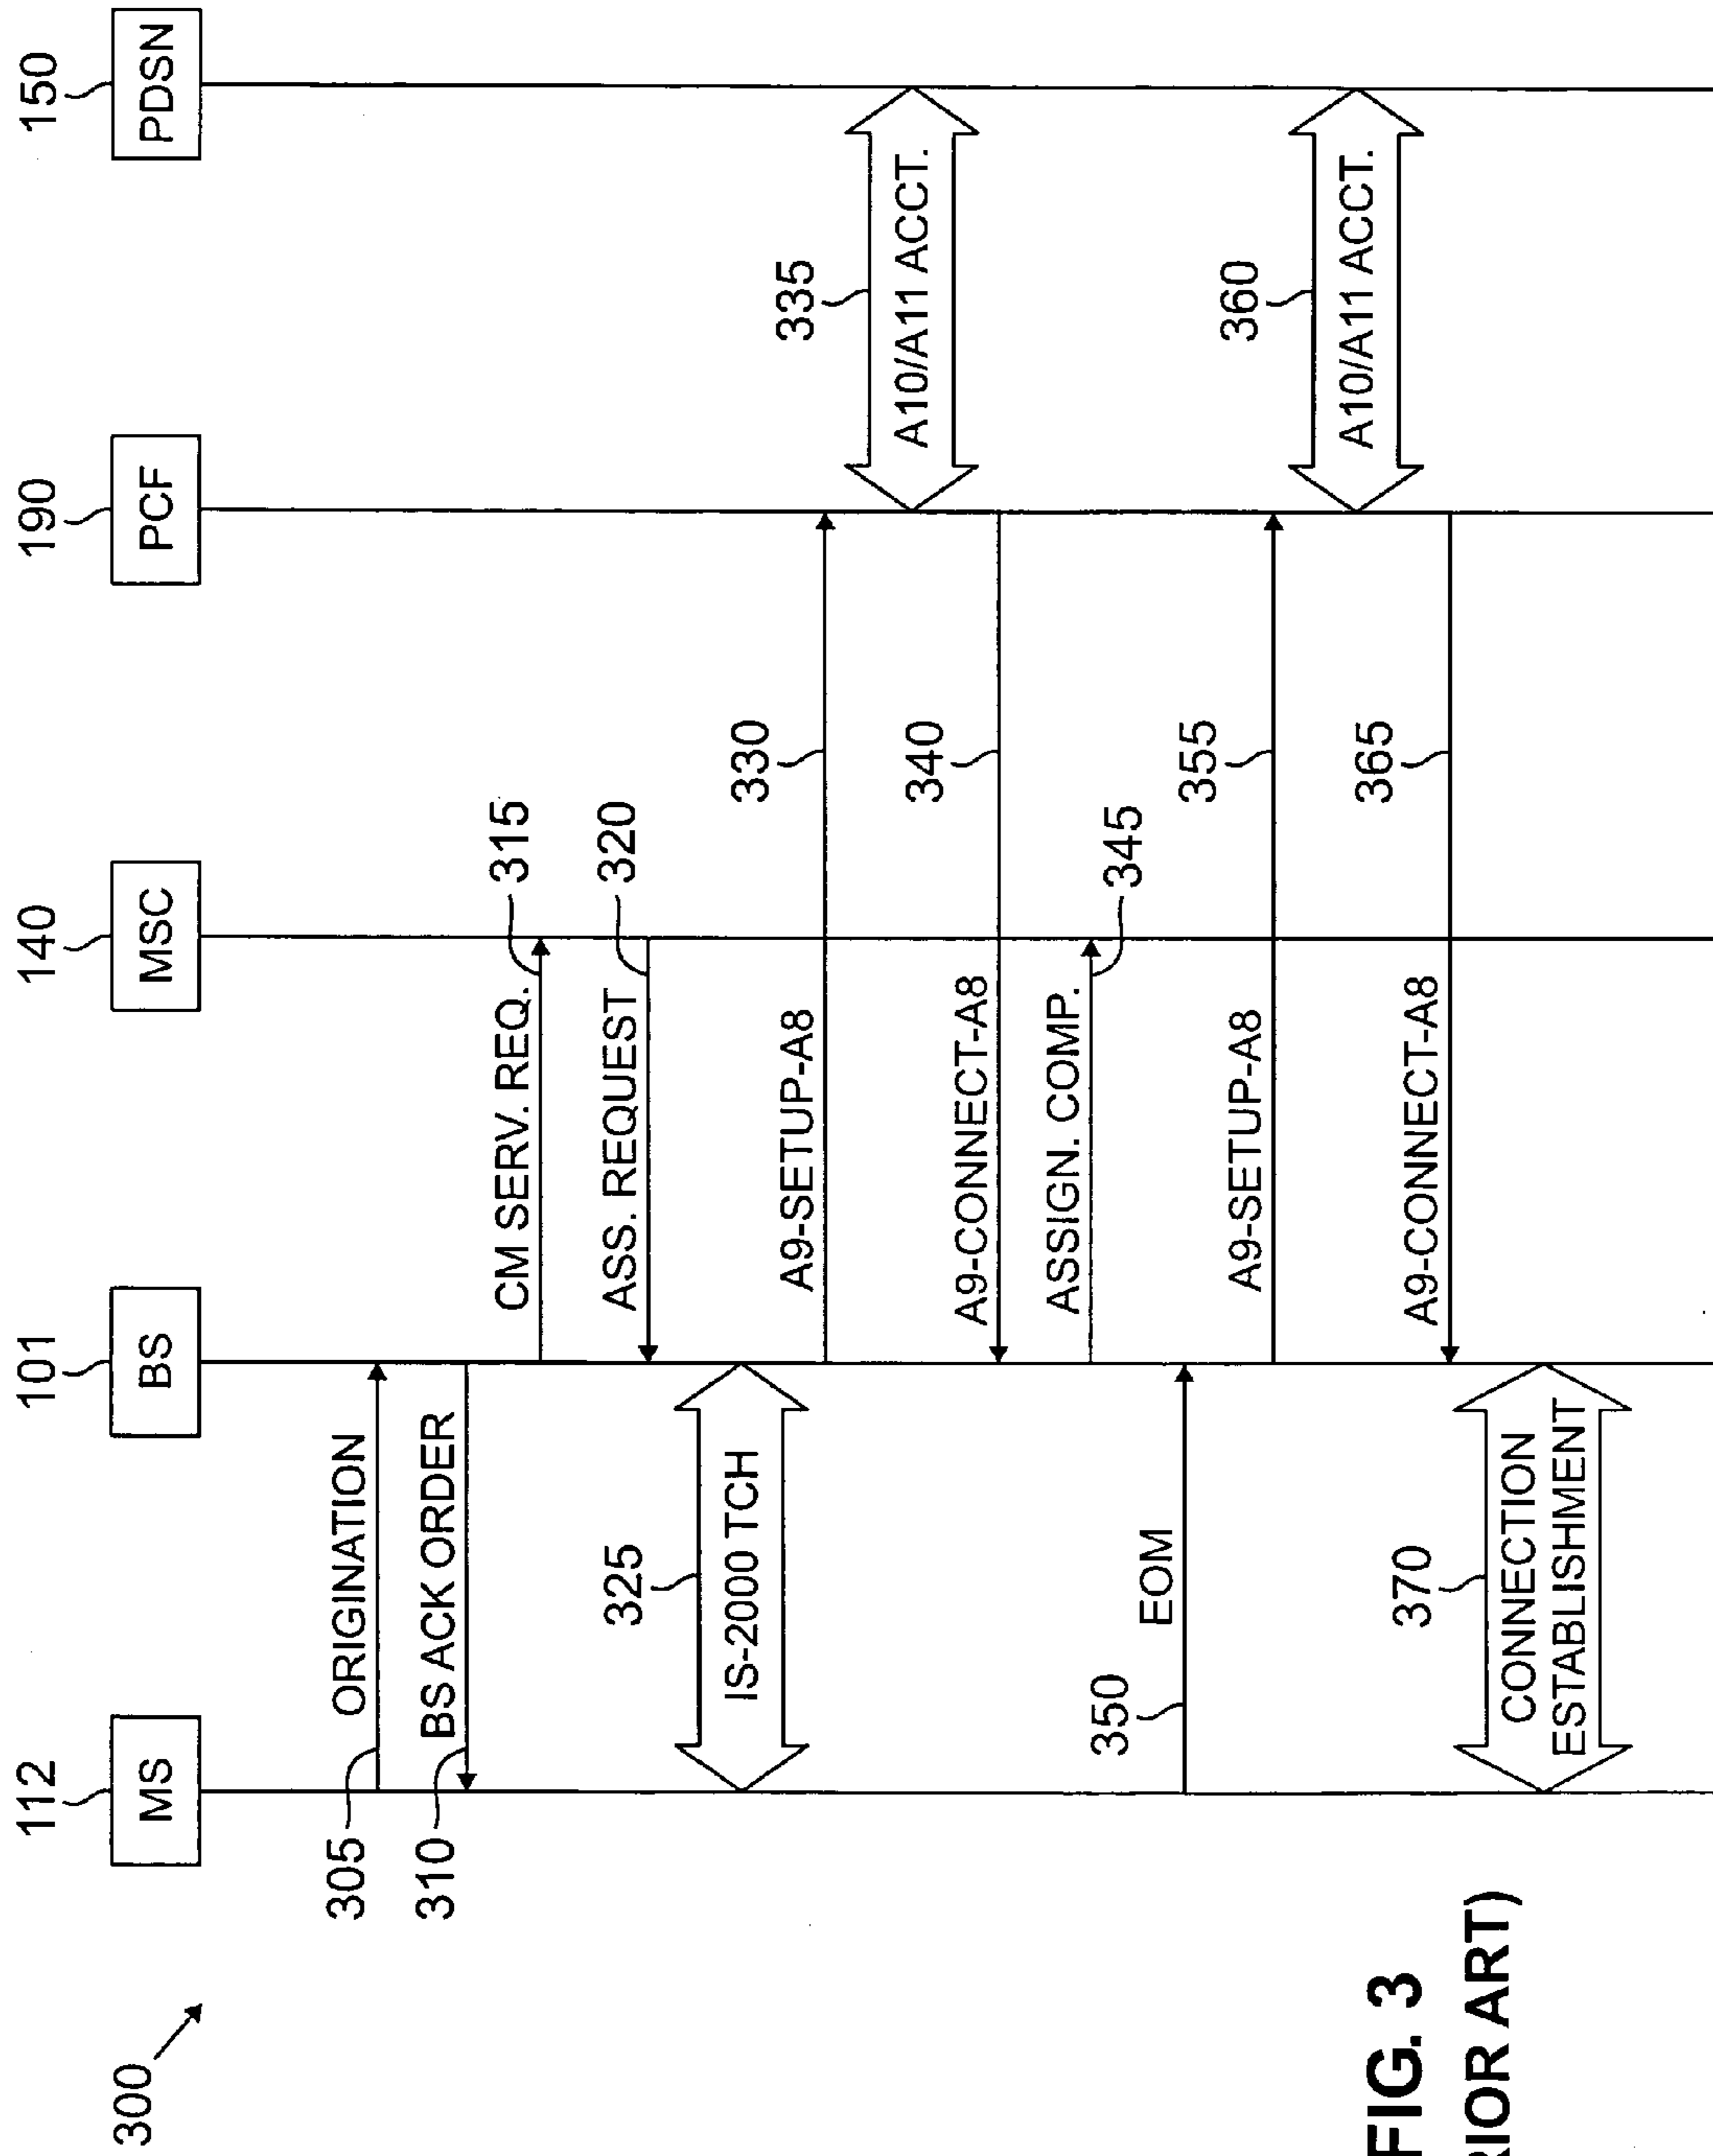 300
112
MS
101
BS
140
MSC
190
PCF
150
PDSN
305
ORIGINATION
310
BS ACK ORDER
CM SERV. REQ.
315
ASS. REQUEST
320
325
IS-2000 TCH
A9-SETUP-A8
330
335
A10/A11 ACCT.
A9-CONNECT-A8
340
ASSIGN. COMP.
345
350
EOM
A9-SETUP-A8
355
360
A10/A11 ACCT.
A9-CONNECT-A8
365
370
CONNECTION
ESTABLISHMENT
FIG. 3
RIOR ART)